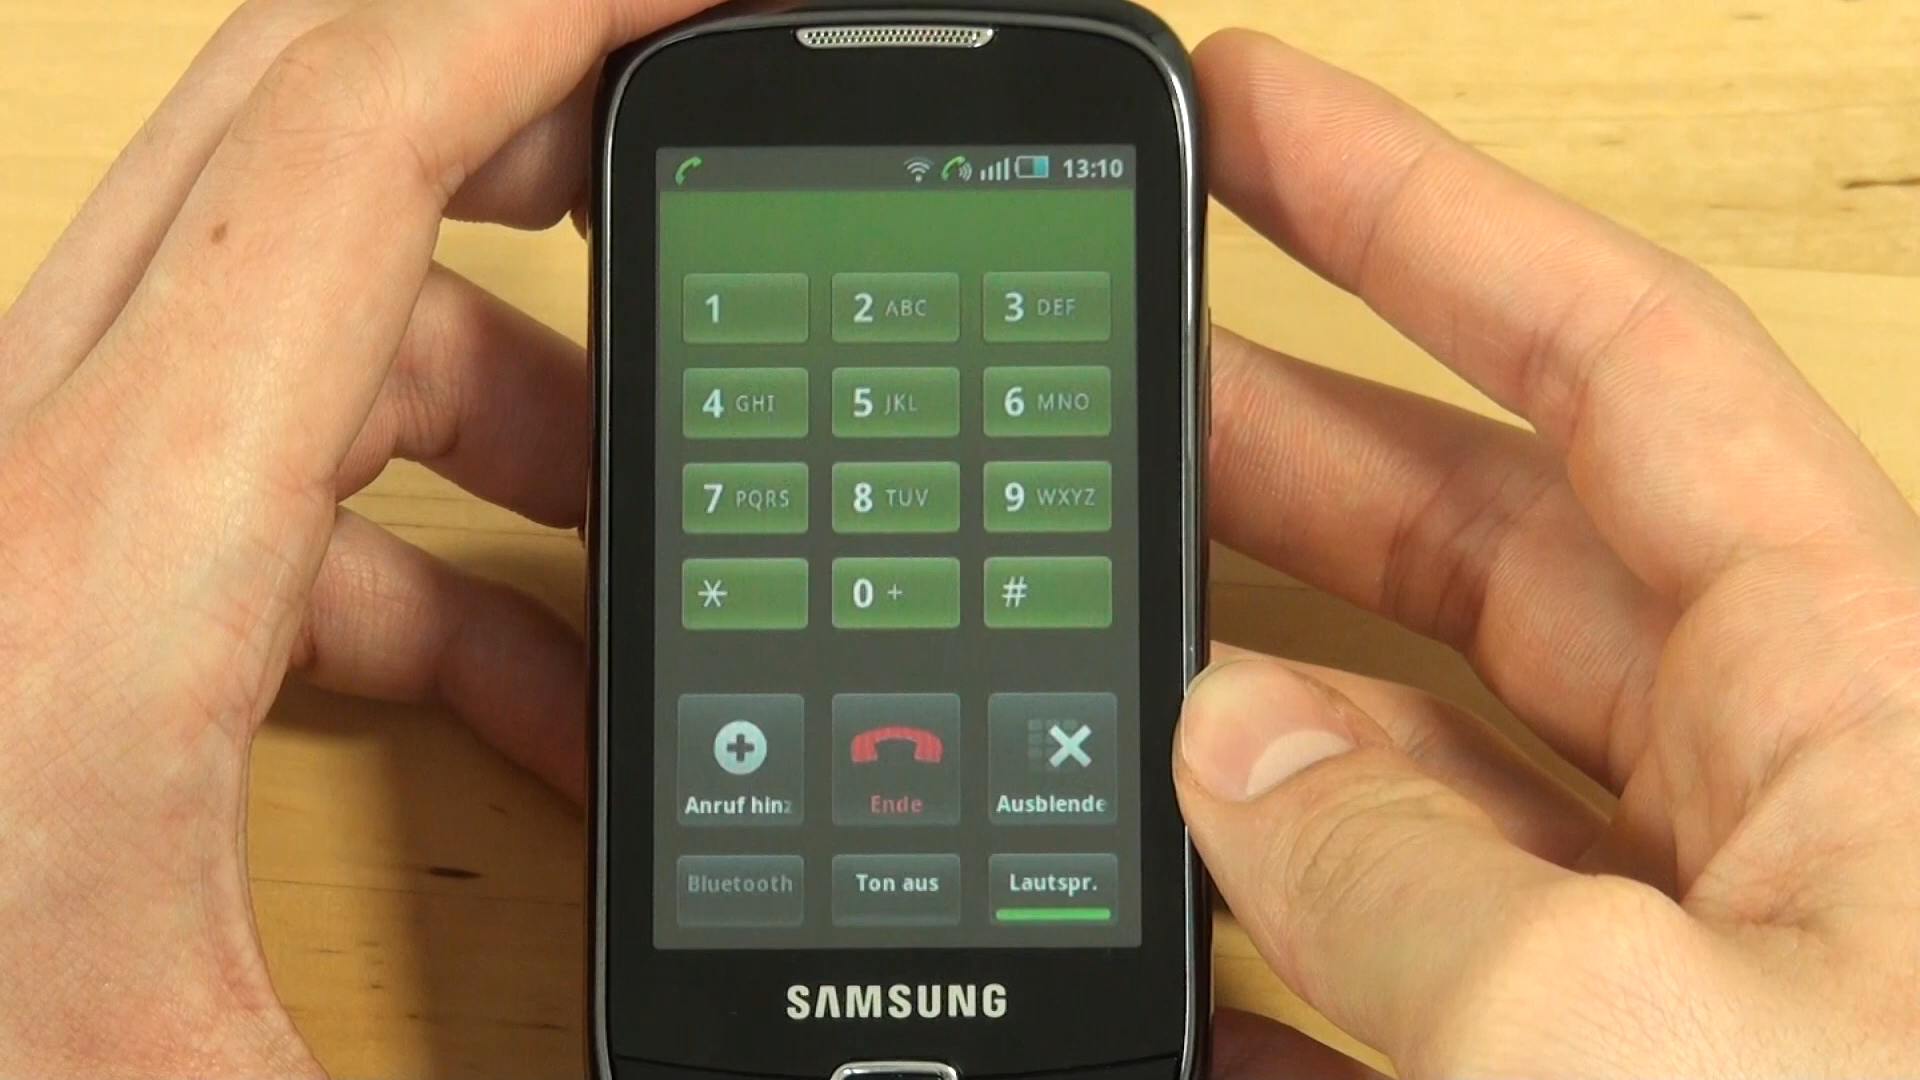 13:10
1 2 ABC 3 DEF
4 GHI 5 JKL 6 MNO
7 PQRS 8 TUV 9 WXYZ
* 0 + #
Anruf hinz Ende Ausblende
Bluetooth Ton aus Lautspr.
SAMSUNG